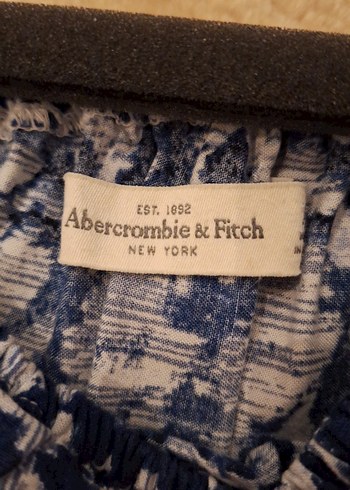 EST. 1892
Abercrombie & Fitch
NEW YORK